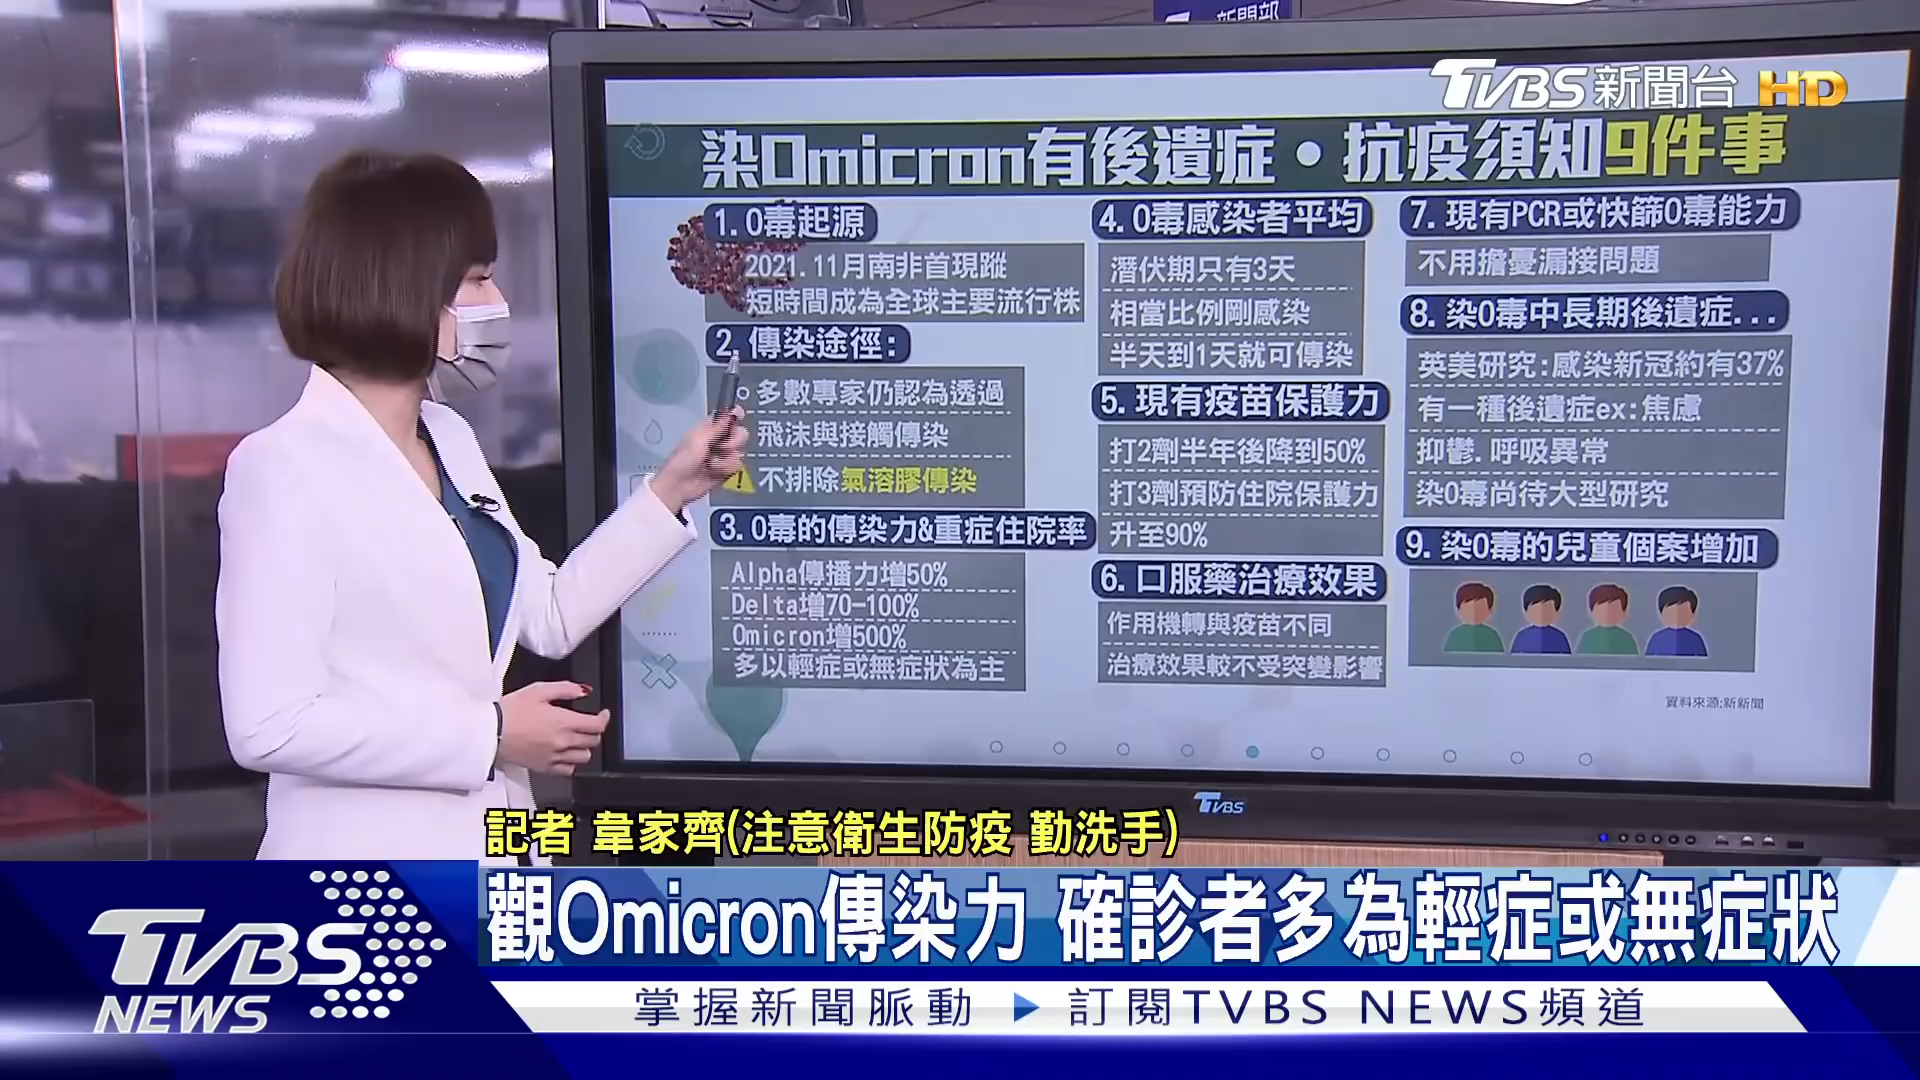 新聞部
TVBS新聞台 HD
染Omicron有後遺症・抗疫須知9件事
1. O毒起源
2021.11月南非首現蹤
短時間成為全球主要流行株
2. 傳染途徑:
多數專家仍認為透過
飛沫與接觸傳染
! 不排除氣溶膠傳染
3. O毒的傳染力&重症住院率
Alpha傳播力增50%
Delta增70-100%
Omicron增500%
多以輕症或無症狀為主
4. O毒感染者平均
潛伏期只有3天
相當比例剛感染
半天到1天就可傳染
5. 現有疫苗保護力
打2劑半年後降到50%
打3劑預防住院保護力
升至90%
6. 口服藥治療效果
作用機轉與疫苗不同
治療效果較不受突變影響
7. 現有PCR或快篩O毒能力
不用擔憂漏接問題
8. 染O毒中長期後遺症...
英美研究:感染新冠約有37%
有一種後遺症ex:焦慮
抑鬱.呼吸異常
染O毒尚待大型研究
9. 染O毒的兒童個案增加
資料來源:新新聞
TVBS
記者 韋家齊(注意衛生防疫 勤洗手)
觀Omicron傳染力 確診者多為輕症或無症狀
TVBS
NEWS
掌握新聞脈動 ▶ 訂閱TVBS NEWS頻道